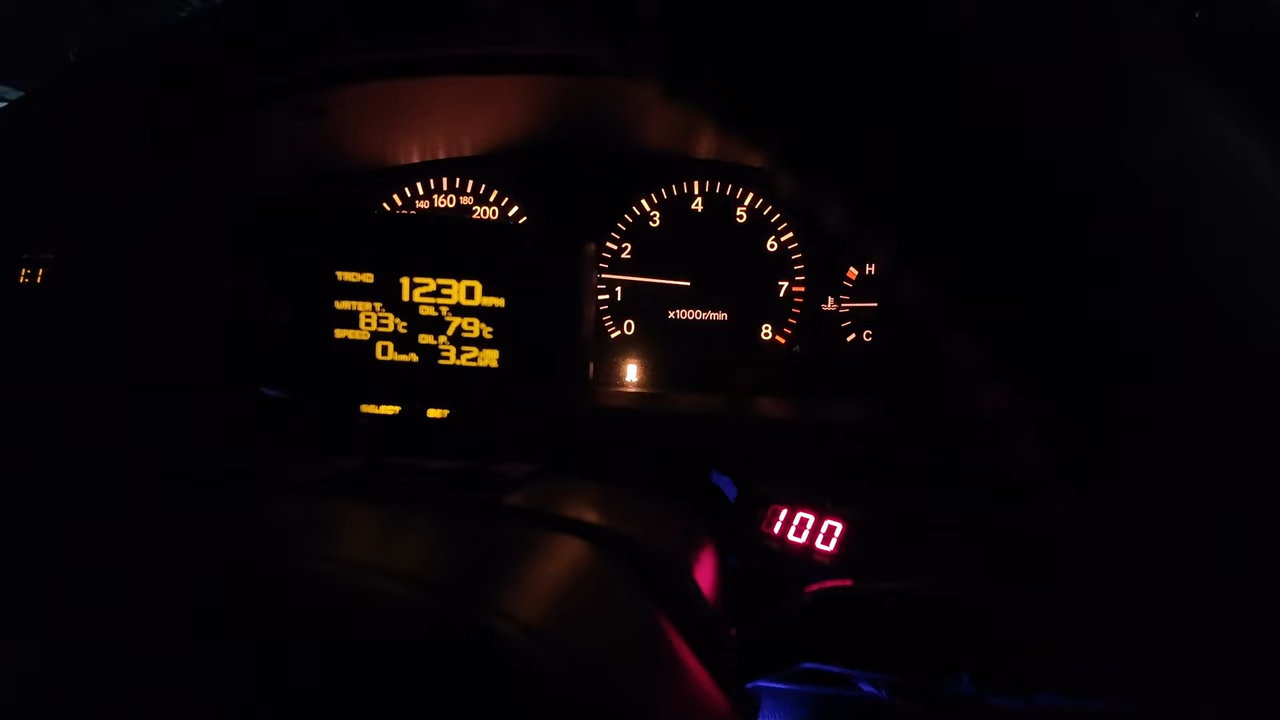 140 160 180 200
TACHO 1230 RPM
WATER T. OIL T.
83°C 79°C
SPEED OIL P.
0km/h 3.2
SELECT SET
0 1 2 3 4 5 6 7 8
x1000r/min
H
C
100